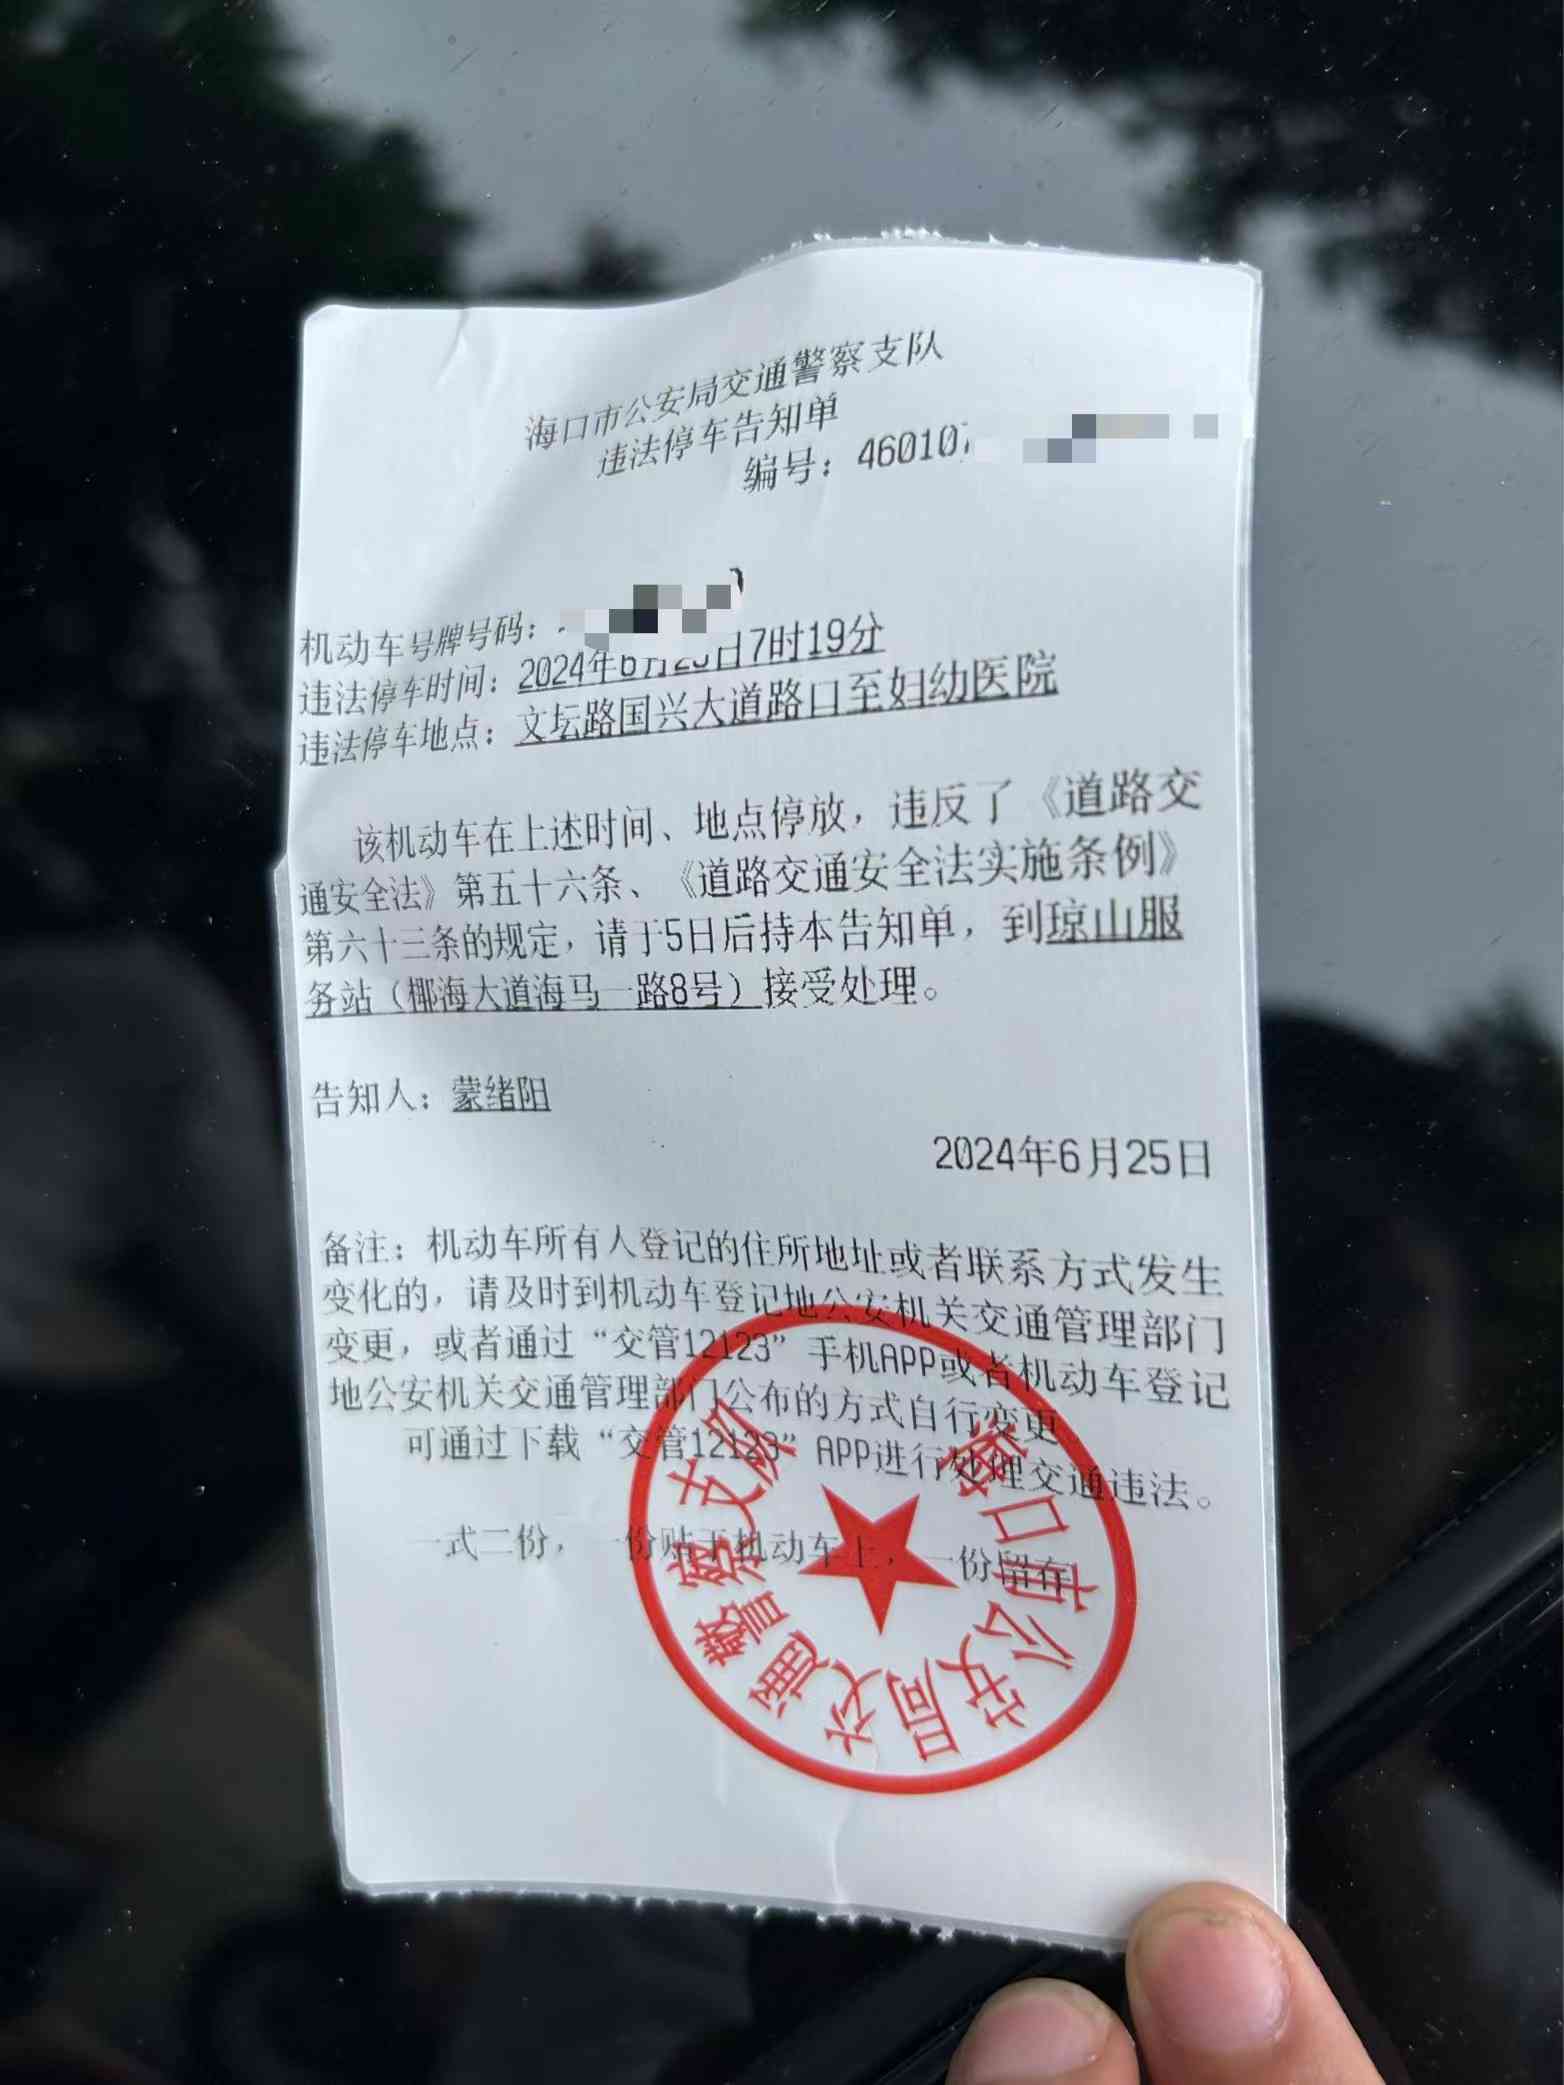 海口市公安局交通警察支队
违法停车告知单
编号：460107
机动车号牌号码：
违法停车时间：2024年6月25日7时19分
违法停车地点：文坛路国兴大道路口至妇幼医院
该机动车在上述时间、地点停放，违反了《道路交
通安全法》第五十六条、《道路交通安全法实施条例》
第六十三条的规定，请于5日后持本告知单，到琼山服
务站（椰海大道海马一路8号）接受处理。
告知人：蒙绪阳
2024年6月25日
备注：机动车所有人登记的住所地址或者联系方式发生
变化的，请及时到机动车登记地公安机关交通管理部门
变更，或者通过“交管12123”手机APP或者机动车登记
地公安机关交通管理部门公布的方式自行变更
可通过下载“交管12123”APP进行处理交通违法。
一式二份，一份贴于机动车上，一份留存
海口市公安局交通警察支队